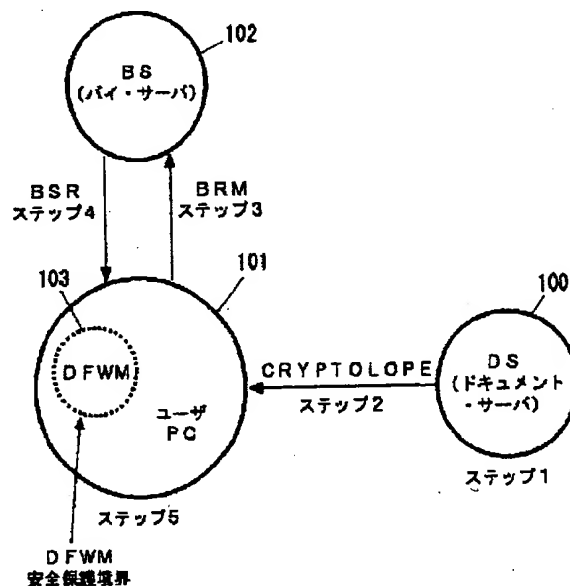 102
BS
(バイ・サーバ)
BSR
ステップ4
BRM
ステップ3
103
101
100
DFWM
ユーザ
PC
CRYPTOLOPE
ステップ2
DS
(ドキュメント
・サーバ)
ステップ1
ステップ5
DFWM
安全保護境界